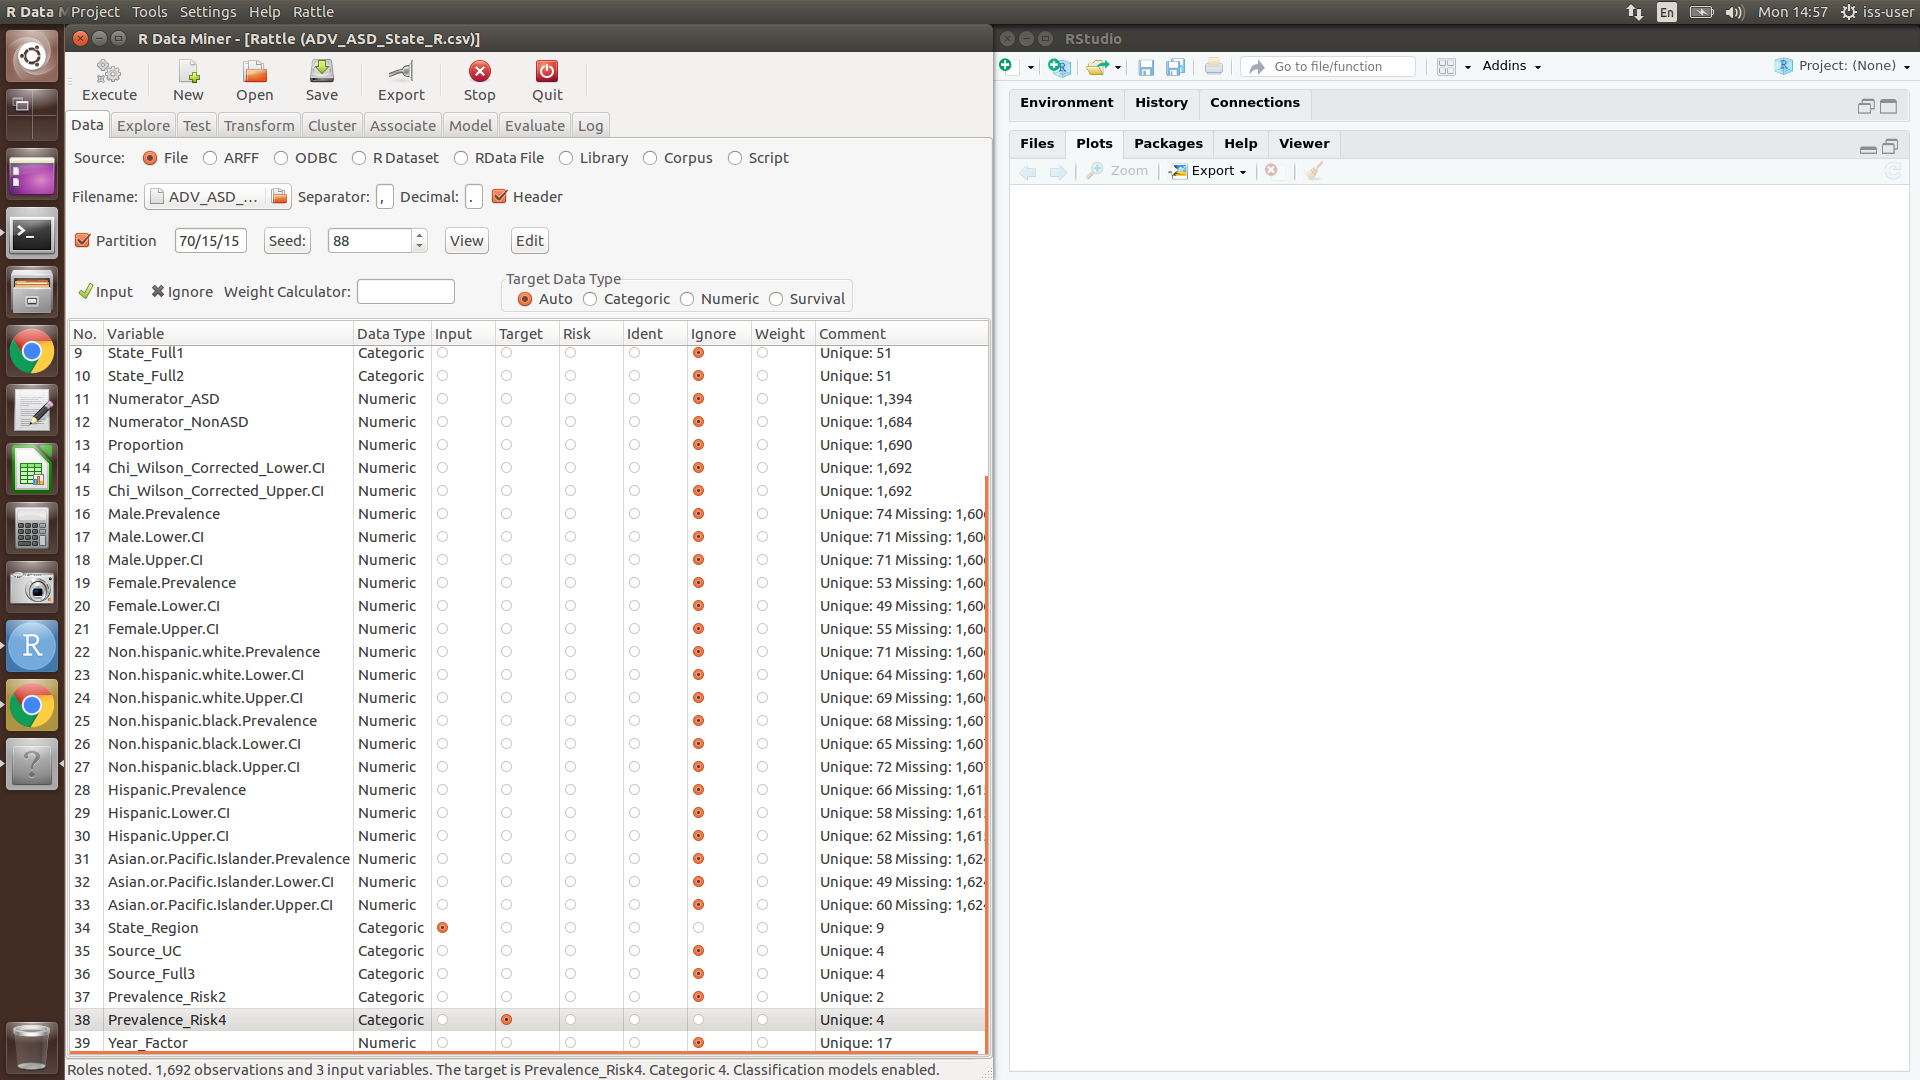 R Data M Project Tools Settings Help Rattle En Mon 14:57 iss-user
R Data Miner - [Rattle (ADV_ASD_State_R.csv)]
Execute New Open Save Export Stop Quit
Data Explore Test Transform Cluster Associate Model Evaluate Log
Source: File ARFF ODBC R Dataset RData File Library Corpus Script
Filename: ADV_ASD_... Separator: , Decimal: . Header
Partition 70/15/15 Seed: 88 View Edit
Target Data Type
Input Ignore Weight Calculator: Auto Categoric Numeric Survival
No. Variable Data Type Input Target Risk Ident Ignore Weight Comment
9 State_Full1 Categoric Unique: 51
10 State_Full2 Categoric Unique: 51
11 Numerator_ASD Numeric Unique: 1,394
12 Numerator_NonASD Numeric Unique: 1,684
13 Proportion Numeric Unique: 1,690
14 Chi_Wilson_Corrected_Lower.CI Numeric Unique: 1,692
15 Chi_Wilson_Corrected_Upper.CI Numeric Unique: 1,692
16 Male.Prevalence Numeric Unique: 74 Missing: 1,606
17 Male.Lower.CI Numeric Unique: 71 Missing: 1,606
18 Male.Upper.CI Numeric Unique: 71 Missing: 1,606
19 Female.Prevalence Numeric Unique: 53 Missing: 1,606
20 Female.Lower.CI Numeric Unique: 49 Missing: 1,606
21 Female.Upper.CI Numeric Unique: 55 Missing: 1,606
22 Non.hispanic.white.Prevalence Numeric Unique: 71 Missing: 1,606
23 Non.hispanic.white.Lower.CI Numeric Unique: 64 Missing: 1,606
24 Non.hispanic.white.Upper.CI Numeric Unique: 69 Missing: 1,606
25 Non.hispanic.black.Prevalence Numeric Unique: 68 Missing: 1,607
26 Non.hispanic.black.Lower.CI Numeric Unique: 65 Missing: 1,607
27 Non.hispanic.black.Upper.CI Numeric Unique: 72 Missing: 1,607
28 Hispanic.Prevalence Numeric Unique: 66 Missing: 1,615
29 Hispanic.Lower.CI Numeric Unique: 58 Missing: 1,615
30 Hispanic.Upper.CI Numeric Unique: 62 Missing: 1,615
31 Asian.or.Pacific.Islander.Prevalence Numeric Unique: 58 Missing: 1,624
32 Asian.or.Pacific.Islander.Lower.CI Numeric Unique: 49 Missing: 1,624
33 Asian.or.Pacific.Islander.Upper.CI Numeric Unique: 60 Missing: 1,624
34 State_Region Categoric Unique: 9
35 Source_UC Categoric Unique: 4
36 Source_Full3 Categoric Unique: 4
37 Prevalence_Risk2 Categoric Unique: 2
38 Prevalence_Risk4 Categoric Unique: 4
39 Year_Factor Numeric Unique: 17
Roles noted. 1,692 observations and 3 input variables. The target is Prevalence_Risk4. Categoric 4. Classification models enabled.
RStudio
Go to file/function Addins Project: (None)
Environment History Connections
Files Plots Packages Help Viewer
Zoom Export